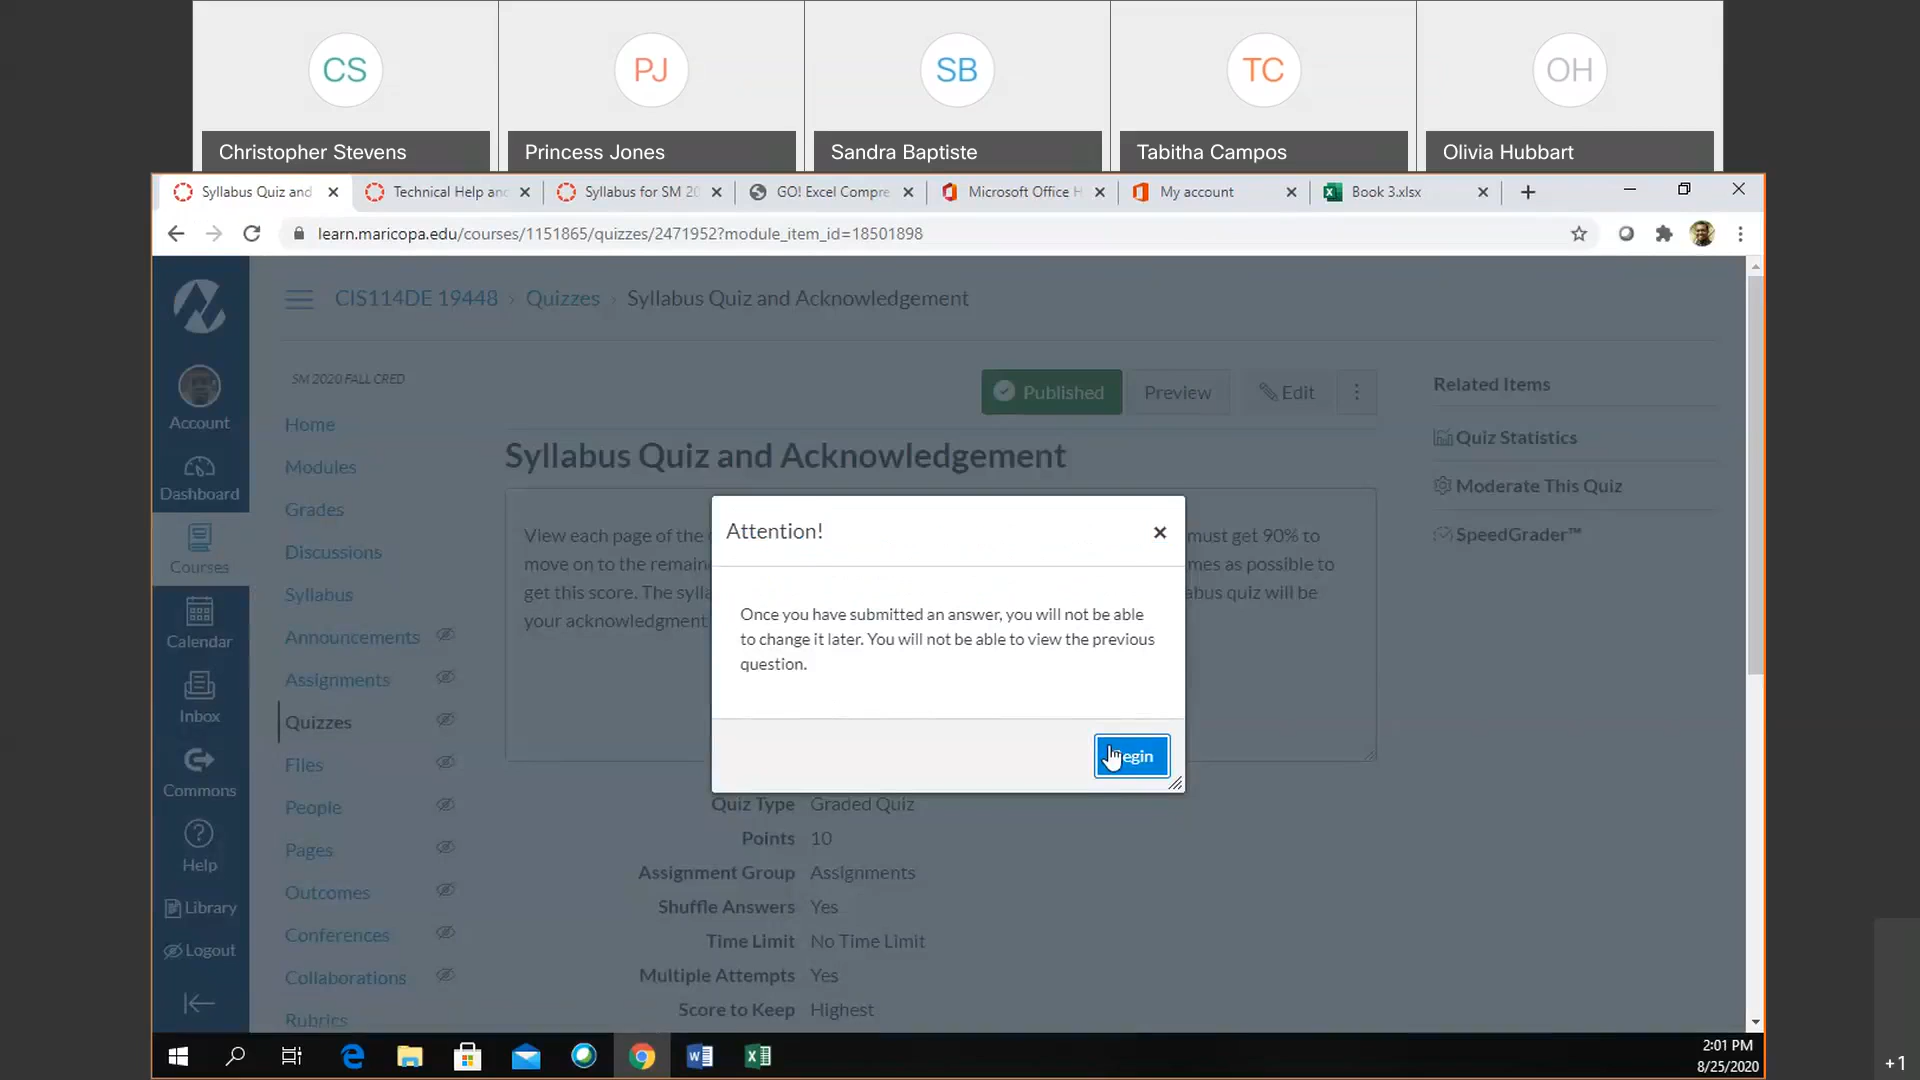 CS
PJ
SB
TC
OH
Christopher Stevens
Princess Jones
Sandra Baptiste
Tabitha Campos
Olivia Hubbart
Syllabus Quiz and
Technical Help and
Syllabus for SM 20
GO! Excel Compre
Microsoft Office H
My account
Book 3.xlsx
learn.maricopa.edu/courses/1151865/quizzes/2471952?module_item_id=18501898
CIS114DE 19448 › Quizzes › Syllabus Quiz and Acknowledgement
Account
Dashboard
Courses
Calendar
Inbox
Commons
Help
Library
Logout
SM 2020 FALL CRED
Home
Modules
Grades
Discussions
Syllabus
Announcements
Assignments
Quizzes
Files
People
Pages
Outcomes
Conferences
Collaborations
Rubrics
Published
Preview
Edit
Syllabus Quiz and Acknowledgement
View each page of the must get 90% to
move on to the remain mes as possible to
get this score. The sylla abus quiz will be
your acknowledgment
Attention!
Once you have submitted an answer, you will not be able
to change it later. You will not be able to view the previous
question.
egin
Quiz Type Graded Quiz
Points 10
Assignment Group Assignments
Shuffle Answers Yes
Time Limit No Time Limit
Multiple Attempts Yes
Score to Keep Highest
Related Items
Quiz Statistics
Moderate This Quiz
SpeedGrader™
2:01 PM
8/25/2020
+1